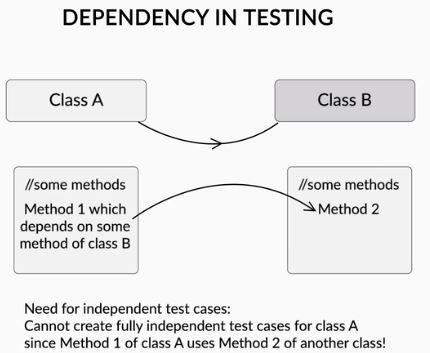 DEPENDENCY IN TESTING
Class A
Class B
//some methods
Method 1 which
depends on some
method of class B
//some methods
Method 2
Need for independent test cases:
Cannot create fully independent test cases for class A
since Method 1 of class A uses Method 2 of another class!